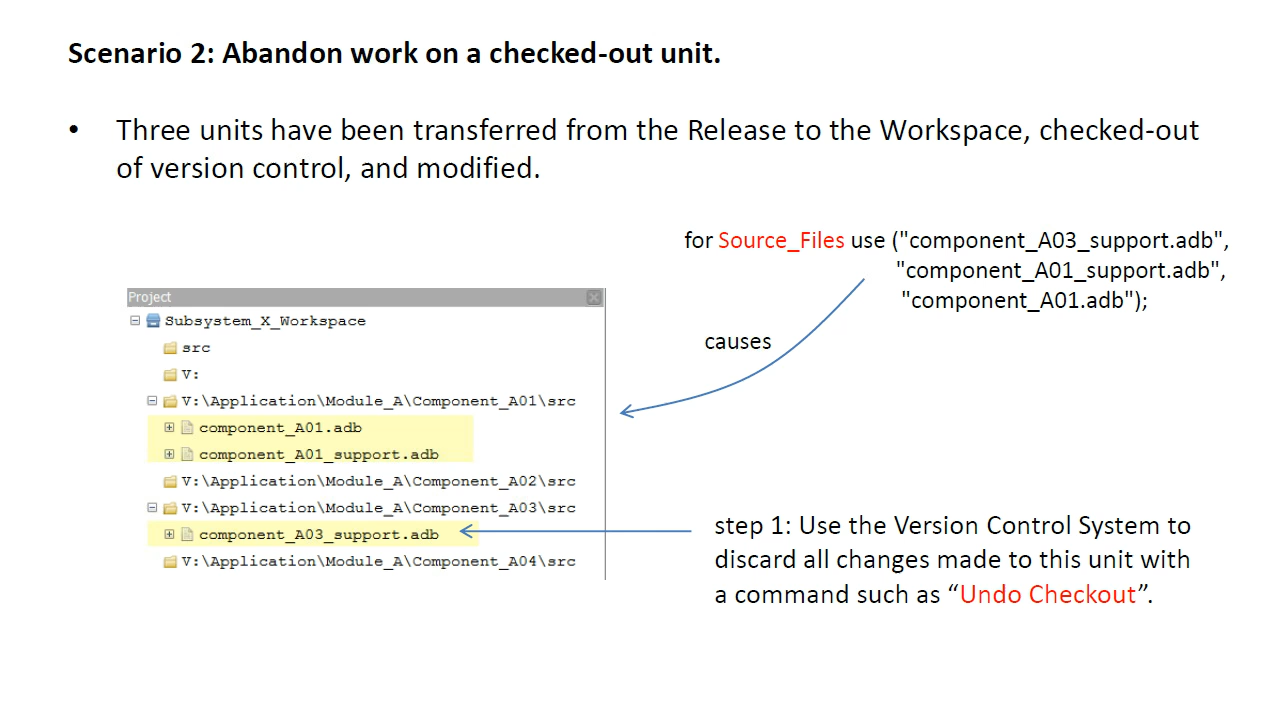 Scenario 2: Abandon work on a checked-out unit.
• Three units have been transferred from the Release to the Workspace, checked-out
of version control, and modified.
for Source_Files use ("component_A03_support.adb",
"component_A01_support.adb",
"component_A01.adb");
causes
Project
Subsystem_X_Workspace
src
V:
V:\Application\Module_A\Component_A01\src
component_A01.adb
component_A01_support.adb
V:\Application\Module_A\Component_A02\src
V:\Application\Module_A\Component_A03\src
component_A03_support.adb
V:\Application\Module_A\Component_A04\src
step 1: Use the Version Control System to
discard all changes made to this unit with
a command such as “Undo Checkout”.